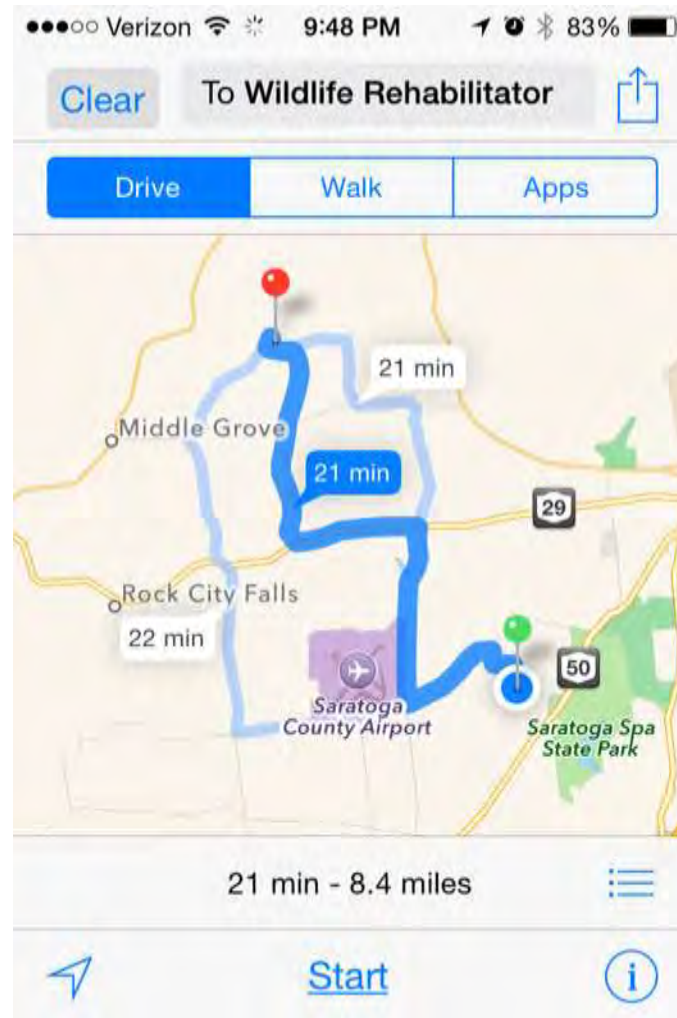 Verizon 9:48 PM 83%
Clear To Wildlife Rehabilitator
Drive Walk Apps
21 min
Middle Grove
21 min
29
Rock City Falls
22 min
50
Saratoga
County Airport
Saratoga Spa
State Park
21 min - 8.4 miles
Start